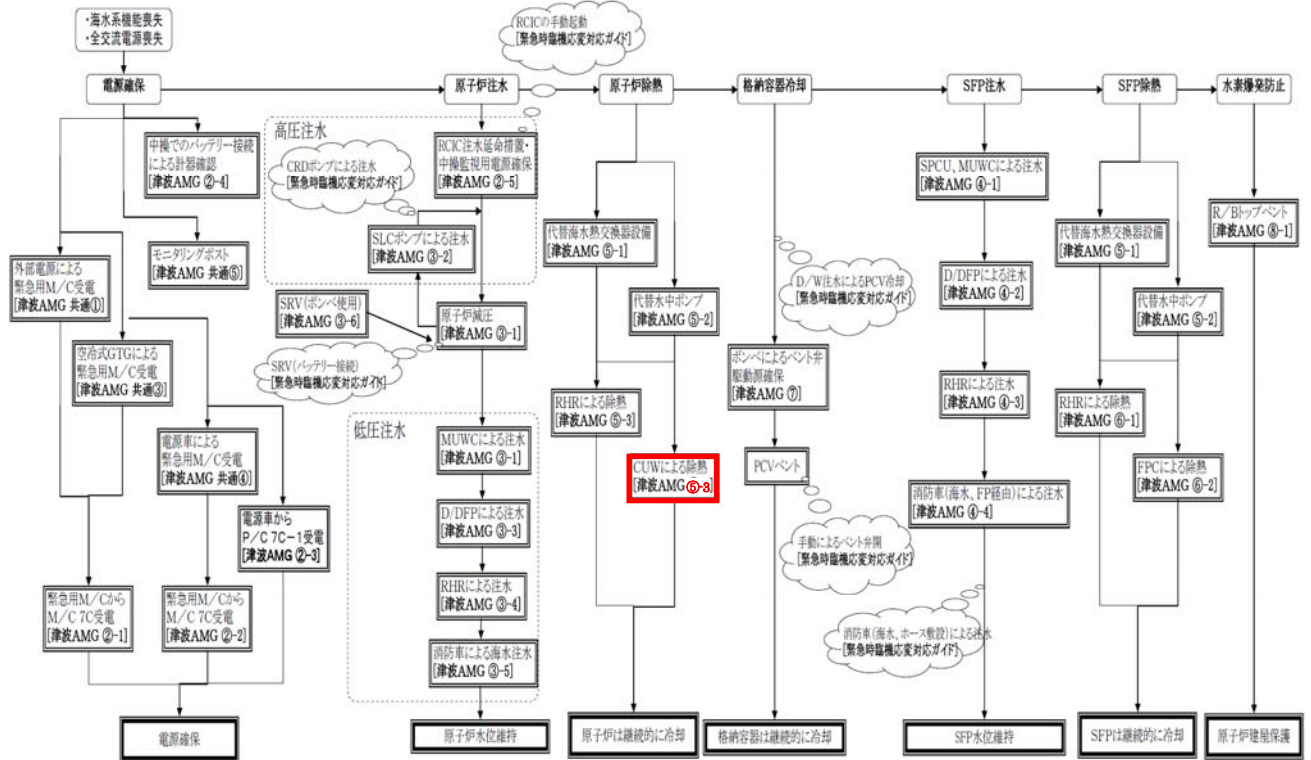 ・海水系機能喪失
・全交流電源喪失
RCICの手動起動
[緊急時臨機応変対応ガイド]
電源確保
原子炉注水
原子炉除熱
格納容器冷却
SFP注水
SFP除熱
水素爆発防止
中操でのバッテリー接続
による計器確認
[津波AMG ②-4]
モニタリングポスト
[津波AMG 共通⑤]
外部電源による
緊急用M/C受電
[津波AMG 共通①]
空冷式GTGによる
緊急用M/C受電
[津波AMG 共通③]
電源車による
緊急用M/C受電
[津波AMG 共通④]
電源車から
P/C 7C-1受電
[津波AMG ②-3]
緊急用M/Cから
M/C 7C受電
[津波AMG ②-1]
緊急用M/Cから
M/C 7C受電
[津波AMG ②-2]
電源確保
高圧注水
RCIC注水延命措置・
中操監視用電源確保
[津波AMG ②-5]
CRDポンプによる注水
[緊急時臨機応変対応ガイド]
SLCポンプによる注水
[津波AMG ③-2]
SRV(ボンベ使用)
[津波AMG ③-6]
原子炉減圧
[津波AMG ③-1]
SRV(バッテリー接続)
[緊急時臨機応変対応ガイド]
低圧注水
MUWCによる注水
[津波AMG ③-1]
D/DFPによる注水
[津波AMG ③-3]
RHRによる注水
[津波AMG ③-4]
消防車による海水注水
[津波AMG ③-5]
原子炉水位維持
代替海水熱交換器設備
[津波AMG ⑤-1]
代替水中ポンプ
[津波AMG ⑤-2]
RHRによる除熱
[津波AMG ⑤-3]
CUWによる除熱
[津波AMG ⑤-3]
原子炉は継続的に冷却
D/W注水によるPCV冷却
[緊急時臨機応変対応ガイド]
ボンベによるベント弁
駆動源確保
[津波AMG ⑦]
PCVベント
手動によるベント弁開
[緊急時臨機応変対応ガイド]
格納容器は継続的に冷却
SPCU、MUWCによる注水
[津波AMG ④-1]
D/DFPによる注水
[津波AMG ④-2]
RHRによる注水
[津波AMG ④-3]
消防車(海水、FP経由)による注水
[津波AMG ④-4]
消防車(海水、ホース敷設)による注水
[緊急時臨機応変対応ガイド]
SFP水位維持
代替海水熱交換器設備
[津波AMG ⑤-1]
代替水中ポンプ
[津波AMG ⑤-2]
RHRによる除熱
[津波AMG ⑥-1]
FPCによる除熱
[津波AMG ⑥-2]
SFPは継続的に冷却
R/Bトップベント
[津波AMG ⑧-1]
原子炉建屋保護